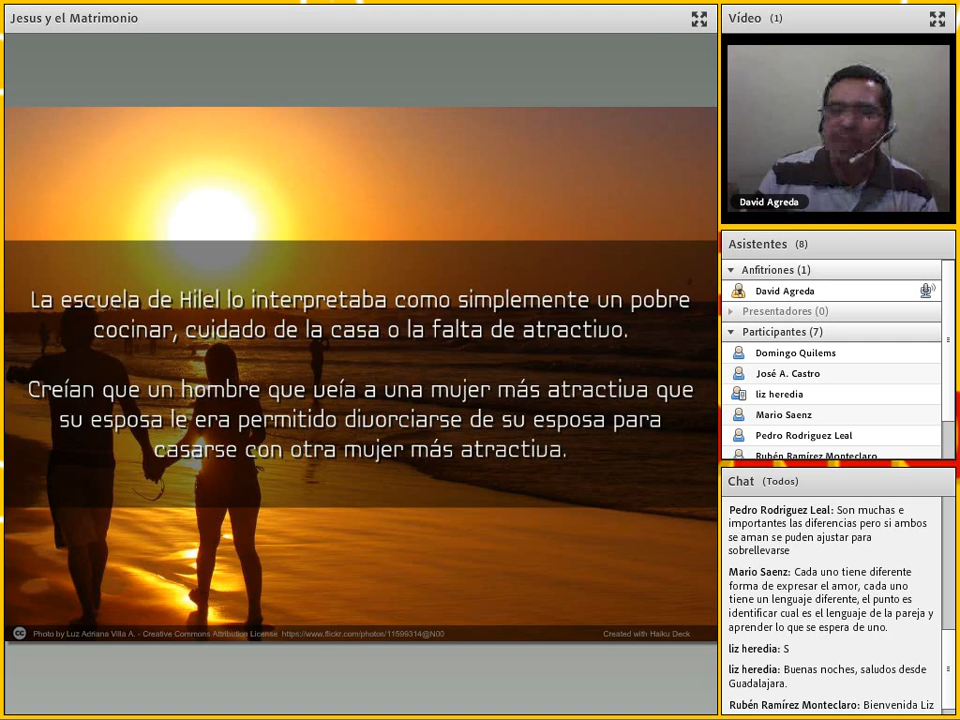 Jesus y el Matrimonio
La escuela de Hilel lo interpretaba como simplemente un pobre
cocinar, cuidado de la casa o la falta de atractivo.
Creían que un hombre que veía a una mujer más atractiva que
su esposa le era permitido divorciarse de su esposa para
casarse con otra mujer más atractiva.
Photo by Luz Adriana Villa A. - Creative Commons Attribution License https://www.flickr.com/photos/11599314@N00
Created with Haiku Deck
Vídeo (1)
David Agreda
Asistentes (8)
Anfitriones (1)
David Agreda
Presentadores (0)
Participantes (7)
Domingo Quilems
José A. Castro
liz heredia
Mario Saenz
Pedro Rodriguez Leal
Rubén Ramírez Monteclaro
Chat (Todos)
Pedro Rodriguez Leal: Son muchas e
importantes las diferencias pero si ambos
se aman se puden ajustar para
sobrellevarse
Mario Saenz: Cada uno tiene diferente
forma de expresar el amor, cada uno
tiene un lenguaje diferente, el punto es
identificar cual es el lenguaje de la pareja y
aprender lo que se espera de uno.
liz heredia: S
liz heredia: Buenas noches, saludos desde
Guadalajara.
Rubén Ramírez Monteclaro: Bienvenida Liz